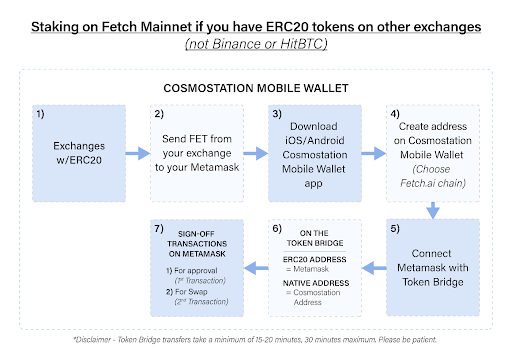 Staking on Fetch Mainnet if you have ERC20 tokens on other exchanges
(not Binance or HitBTC)
COSMOSTATION MOBILE WALLET
1)
Exchanges
w/ERC20
2)
Send FET from
your exchange
to your Metamask
3)
Download
iOS/Android
Cosmostation
Mobile Wallet
app
4)
Create address
on Cosmostation
Mobile Wallet
(Choose
Fetch.ai chain)
5)
Connect
Metamask with
Token Bridge
6)
ON THE
TOKEN BRIDGE
ERC20 ADDRESS
= Metamask
NATIVE ADDRESS
= Cosmostation
Address
7)
SIGN-OFF
TRANSACTIONS
ON METAMASK
1) For approval
(1st Transaction)
2) For Swap
(2nd Transaction)
*Disclaimer - Token Bridge transfers take a minimum of 15-20 minutes, 30 minutes maximum. Please be patient.